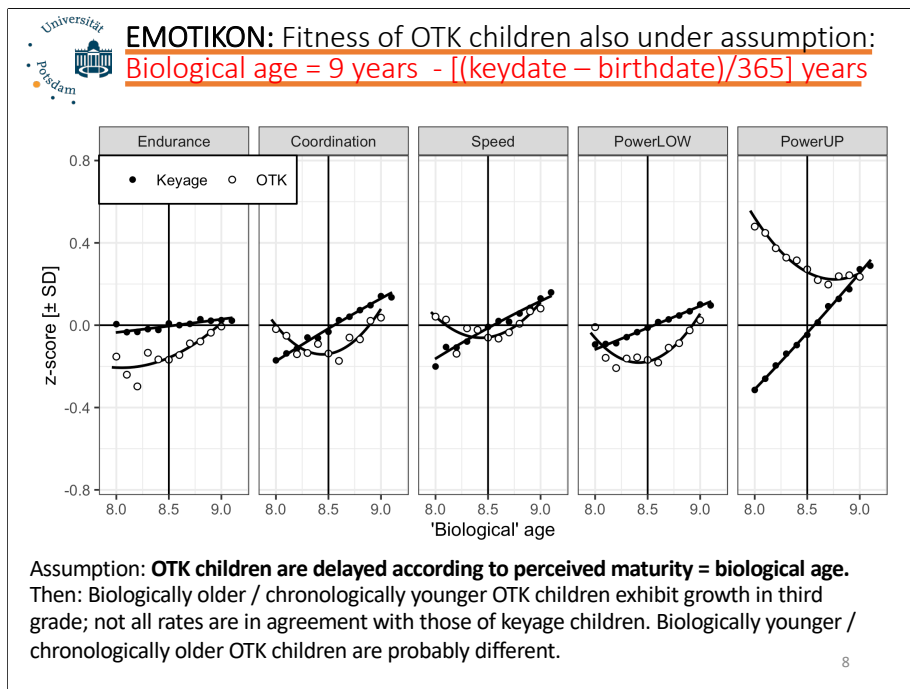 Universität
Potsdam
EMOTIKON: Fitness of OTK children also under assumption:
Biological age = 9 years - [(keydate – birthdate)/365] years
Endurance
Coordination
Speed
PowerLOW
PowerUP
Keyage
OTK
z-score [± SD]
0.8
0.4
0.0
-0.4
-0.8
8.0 8.5 9.0
8.0 8.5 9.0
8.0 8.5 9.0
8.0 8.5 9.0
8.0 8.5 9.0
'Biological' age
Assumption: OTK children are delayed according to perceived maturity = biological age.
Then: Biologically older / chronologically younger OTK children exhibit growth in third
grade; not all rates are in agreement with those of keyage children. Biologically younger /
chronologically older OTK children are probably different.
8